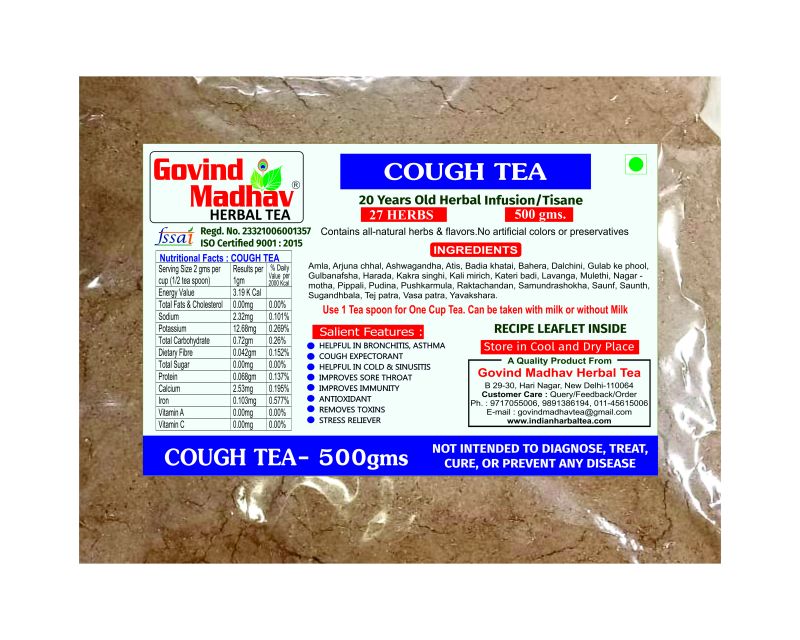 Govind
Madhav®
HERBAL TEA
COUGH TEA
20 Years Old Herbal Infusion/Tisane
27 HERBS
500 gms.
fssai
Regd. No. 23321006001357
ISO Certified 9001 : 2015
Contains all-natural herbs & flavors.No artificial colors or preservatives
Nutritional Facts : COUGH TEA
Serving Size 2 gms per cup (1/2 tea spoon) Results per 1gm % Daily Value per 2000 Kcal
Energy Value 3.19 K Cal
Total Fats & Cholesterol 0.00mg 0.00%
Sodium 2.32mg 0.101%
Potassium 12.68mg 0.269%
Total Carbohydrate 0.72gm 0.26%
Dietary Fibre 0.042gm 0.152%
Total Sugar 0.00mg 0.00%
Protein 0.068gm 0.137%
Calcium 2.53mg 0.195%
Iron 0.103mg 0.577%
Vitamin A 0.00mg 0.00%
Vitamin C 0.00mg 0.00%
INGREDIENTS
Amla, Arjuna chhal, Ashwagandha, Atis, Badia khatai, Bahera, Dalchini, Gulab ke phool,
Gulbanafsha, Harada, Kakra singhi, Kali mirich, Kateri badi, Lavanga, Mulethi, Nagar -
motha, Pippali, Pudina, Pushkarmula, Raktachandan, Samundrashokha, Saunf, Saunth,
Sugandhbala, Tej patra, Vasa patra, Yavakshara.
Use 1 Tea spoon for One Cup Tea. Can be taken with milk or without Milk
Salient Features :
HELPFUL IN BRONCHITIS, ASTHMA
COUGH EXPECTORANT
HELPFUL IN COLD & SINUSITIS
IMPROVES SORE THROAT
IMPROVES IMMUNITY
ANTIOXIDANT
REMOVES TOXINS
STRESS RELIEVER
RECIPE LEAFLET INSIDE
Store in Cool and Dry Place
A Quality Product From
Govind Madhav Herbal Tea
B 29-30, Hari Nagar, New Delhi-110064
Customer Care : Query/Feedback/Order
Ph. : 9717055006, 9891386194, 011-45615006
E-mail : govindmadhavtea@gmail.com
www.indianharbaltea.com
COUGH TEA- 500gms
NOT INTENDED TO DIAGNOSE, TREAT,
CURE, OR PREVENT ANY DISEASE